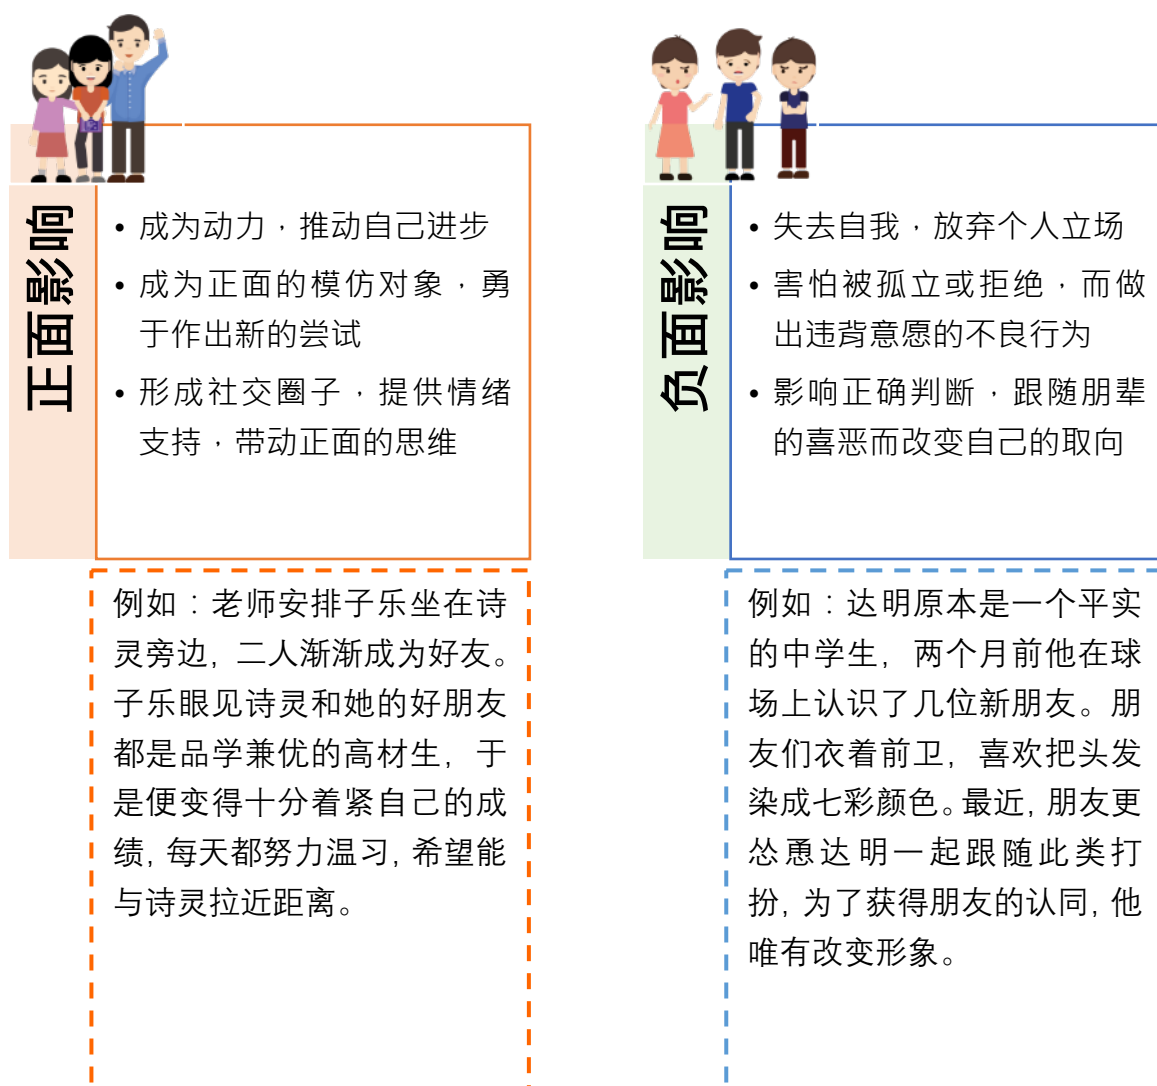 正面影响
• 成为动力，推动自己进步
• 成为正面的模仿对象，勇
于作出新的尝试
• 形成社交圈子，提供情绪
支持，带动正面的思维
例如：老师安排子乐坐在诗
灵旁边, 二人渐渐成为好友。
子乐眼见诗灵和她的好朋友
都是品学兼优的高材生, 于
是便变得十分着紧自己的成
绩, 每天都努力温习, 希望能
与诗灵拉近距离。
负面影响
• 失去自我，放弃个人立场
• 害怕被孤立或拒绝，而做
出违背意愿的不良行为
• 影响正确判断，跟随朋辈
的喜恶而改变自己的取向
例如：达明原本是一个平实
的中学生, 两个月前他在球
场上认识了几位新朋友。朋
友们衣着前卫, 喜欢把头发
染成七彩颜色。最近, 朋友更
怂恿达明一起跟随此类打
扮, 为了获得朋友的认同, 他
唯有改变形象。